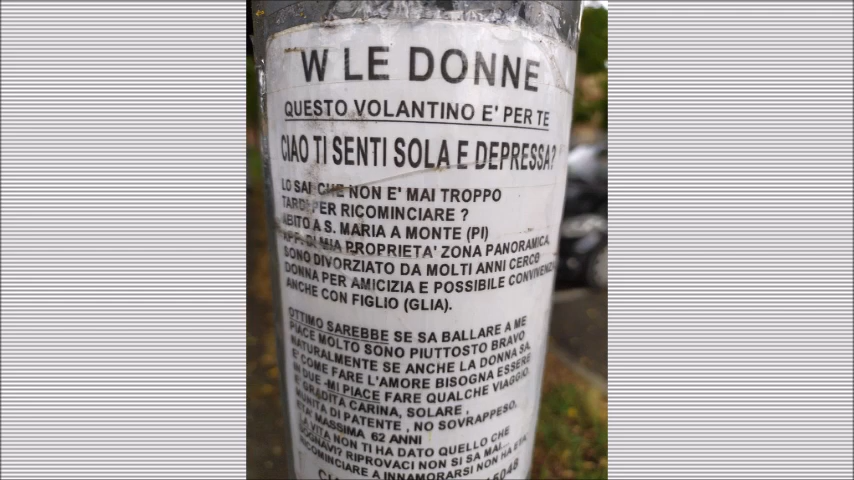 W LE DONNE
QUESTO VOLANTINO E' PER TE
CIAO TI SENTI SOLA E DEPRESSA?
LO SAI CHE NON E' MAI TROPPO
TARDI PER RICOMINCIARE ?
ABITO A S. MARIA A MONTE (PI)
APP. DI MIA PROPRIETA' ZONA PANORAMICA,
SONO DIVORZIATO DA MOLTI ANNI CERCO
DONNA PER AMICIZIA E POSSIBILE CONVIVENZA
ANCHE CON FIGLIO (GLIA).
OTTIMO SAREBBE SE SA BALLARE A ME
PIACE MOLTO SONO PIUTTOSTO BRAVO
NATURALMENTE SE ANCHE LA DONNA SA,
E' COME FARE L'AMORE BISOGNA ESSERE
IN DUE -MI PIACE FARE QUALCHE VIAGGIO.
E' GRADITA CARINA, SOLARE ,
MUNITA DI PATENTE , NO SOVRAPPESO.
ETA' MASSIMA 62 ANNI
LA VITA NON TI HA DATO QUELLO CHE
SOGNAVI? RIPROVACI NON SI SA MAI...
RICOMINCIARE A INNAMORARSI NON HA ETA'